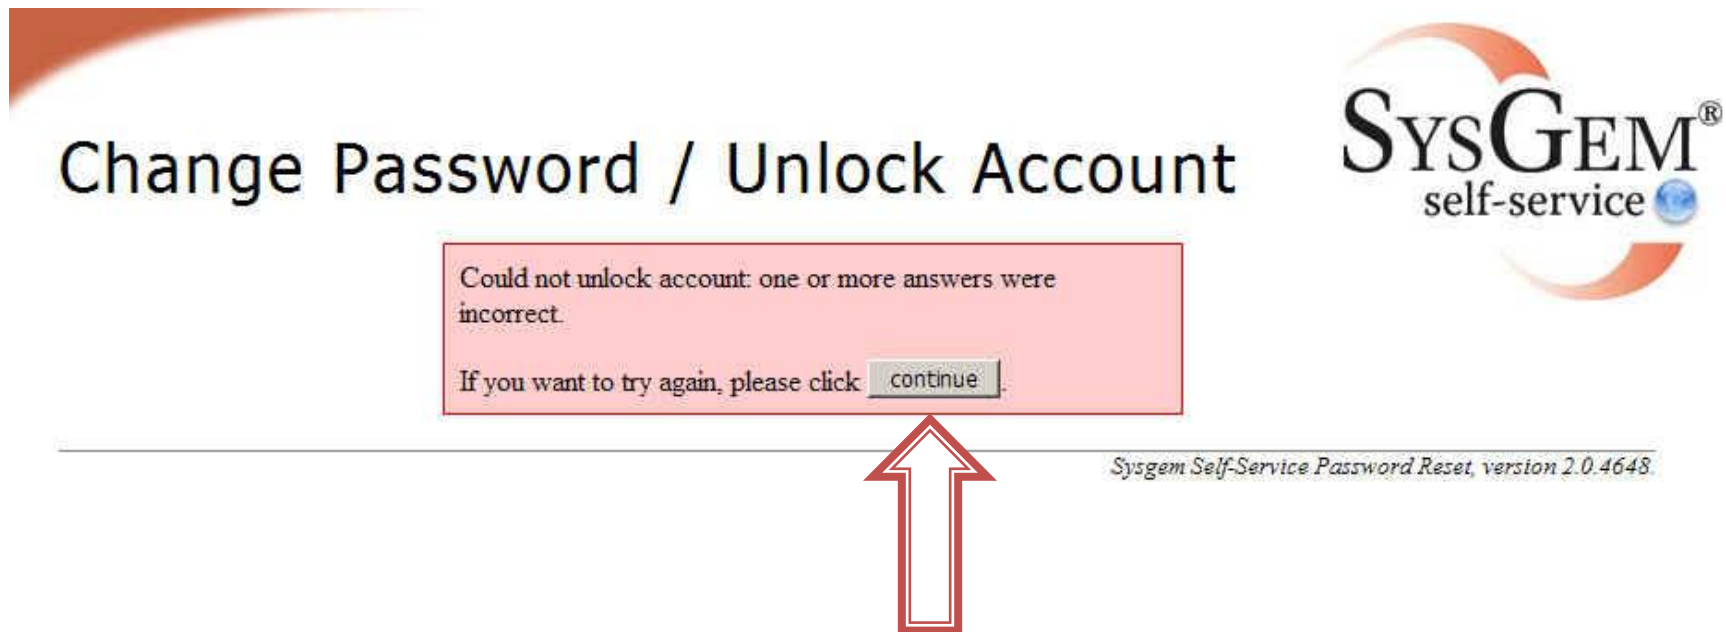 SYSGEM®
self-service
Change Password / Unlock Account
Could not unlock account: one or more answers were
incorrect.
If you want to try again, please click continue.
Sysgem Self-Service Password Reset, version 2.0.4648.